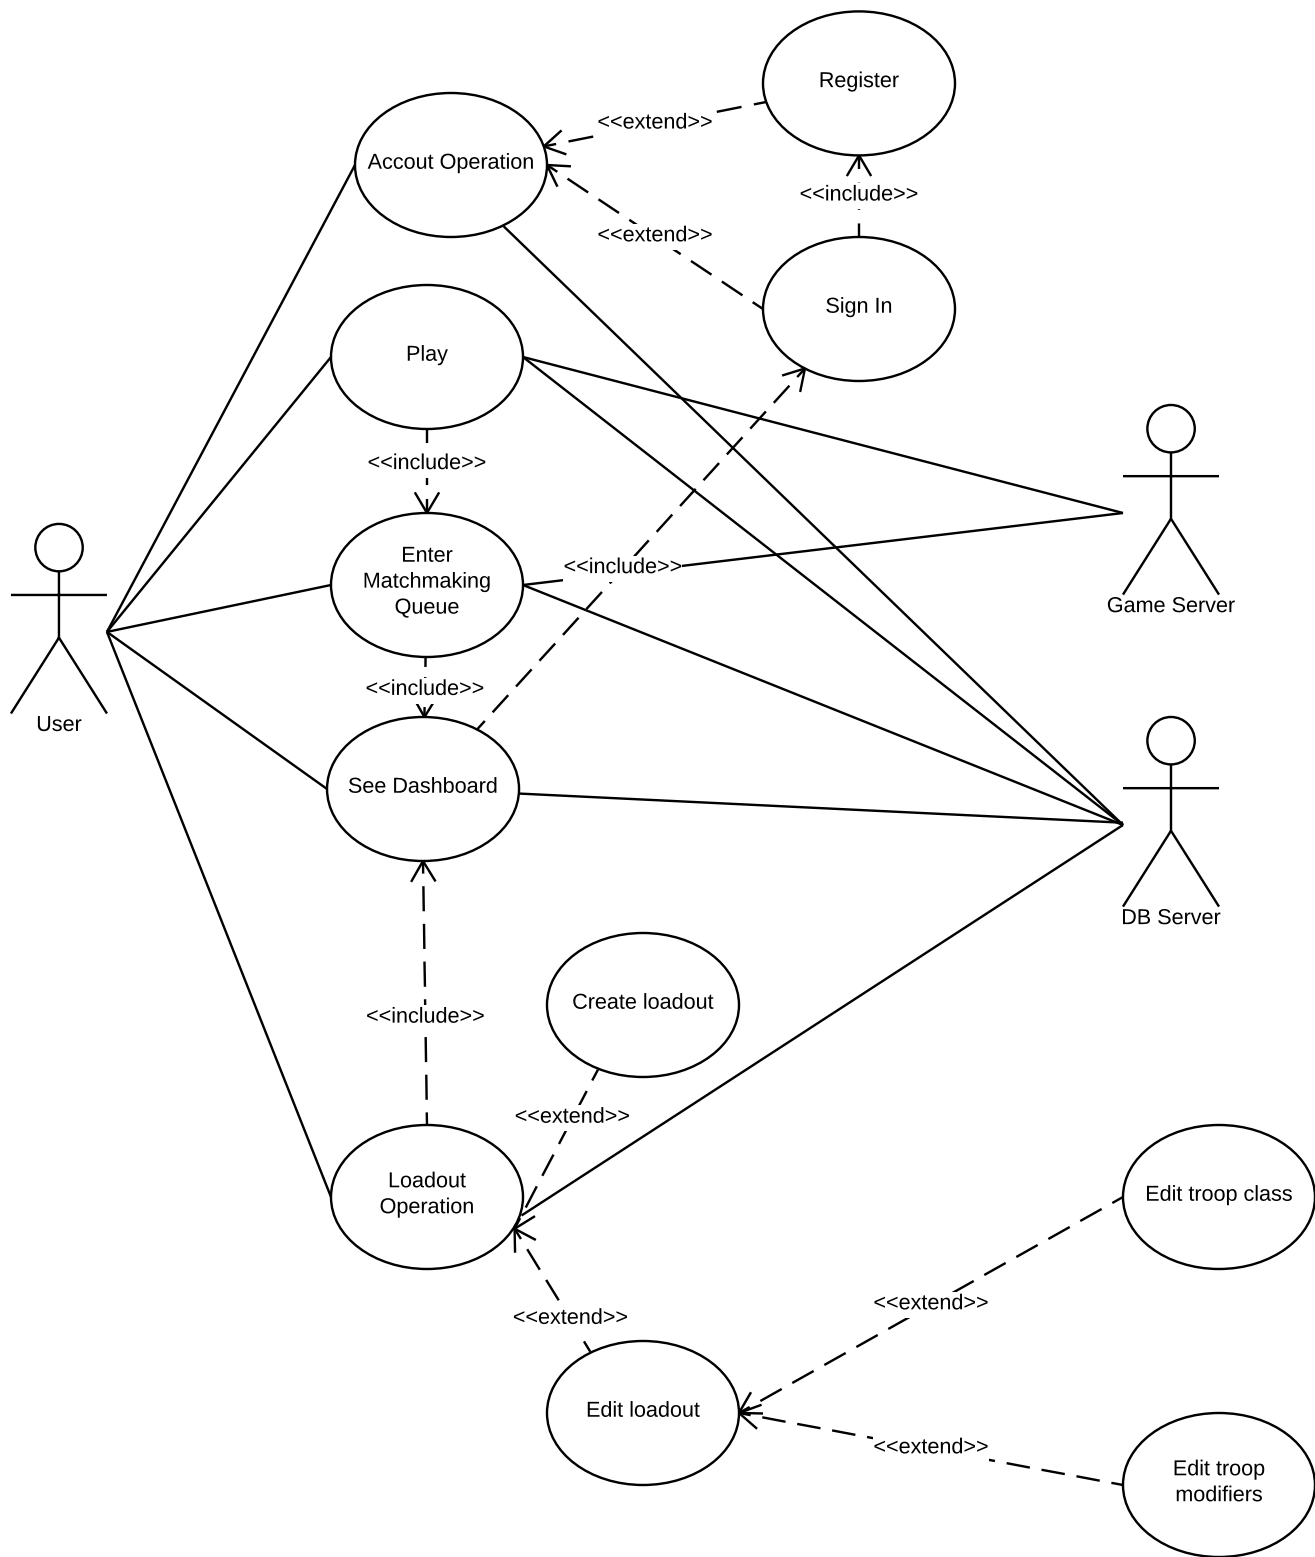 Register
<<extend>>
Accout Operation
<<include>>
<<extend>>
Sign In
Play
<<include>>
Enter
Matchmaking
Queue
<<include>>
Game Server
<<include>>
User
See Dashboard
DB Server
Create loadout
<<include>>
<<extend>>
Loadout
Operation
Edit troop class
<<extend>>
<<extend>>
Edit loadout
<<extend>>
Edit troop
modifiers